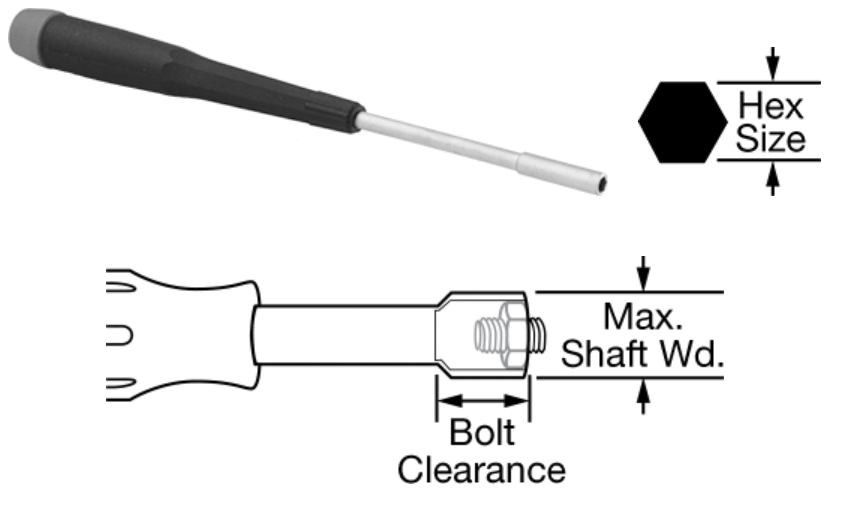 Hex
Size
Max.
Shaft Wd.
Bolt
Clearance